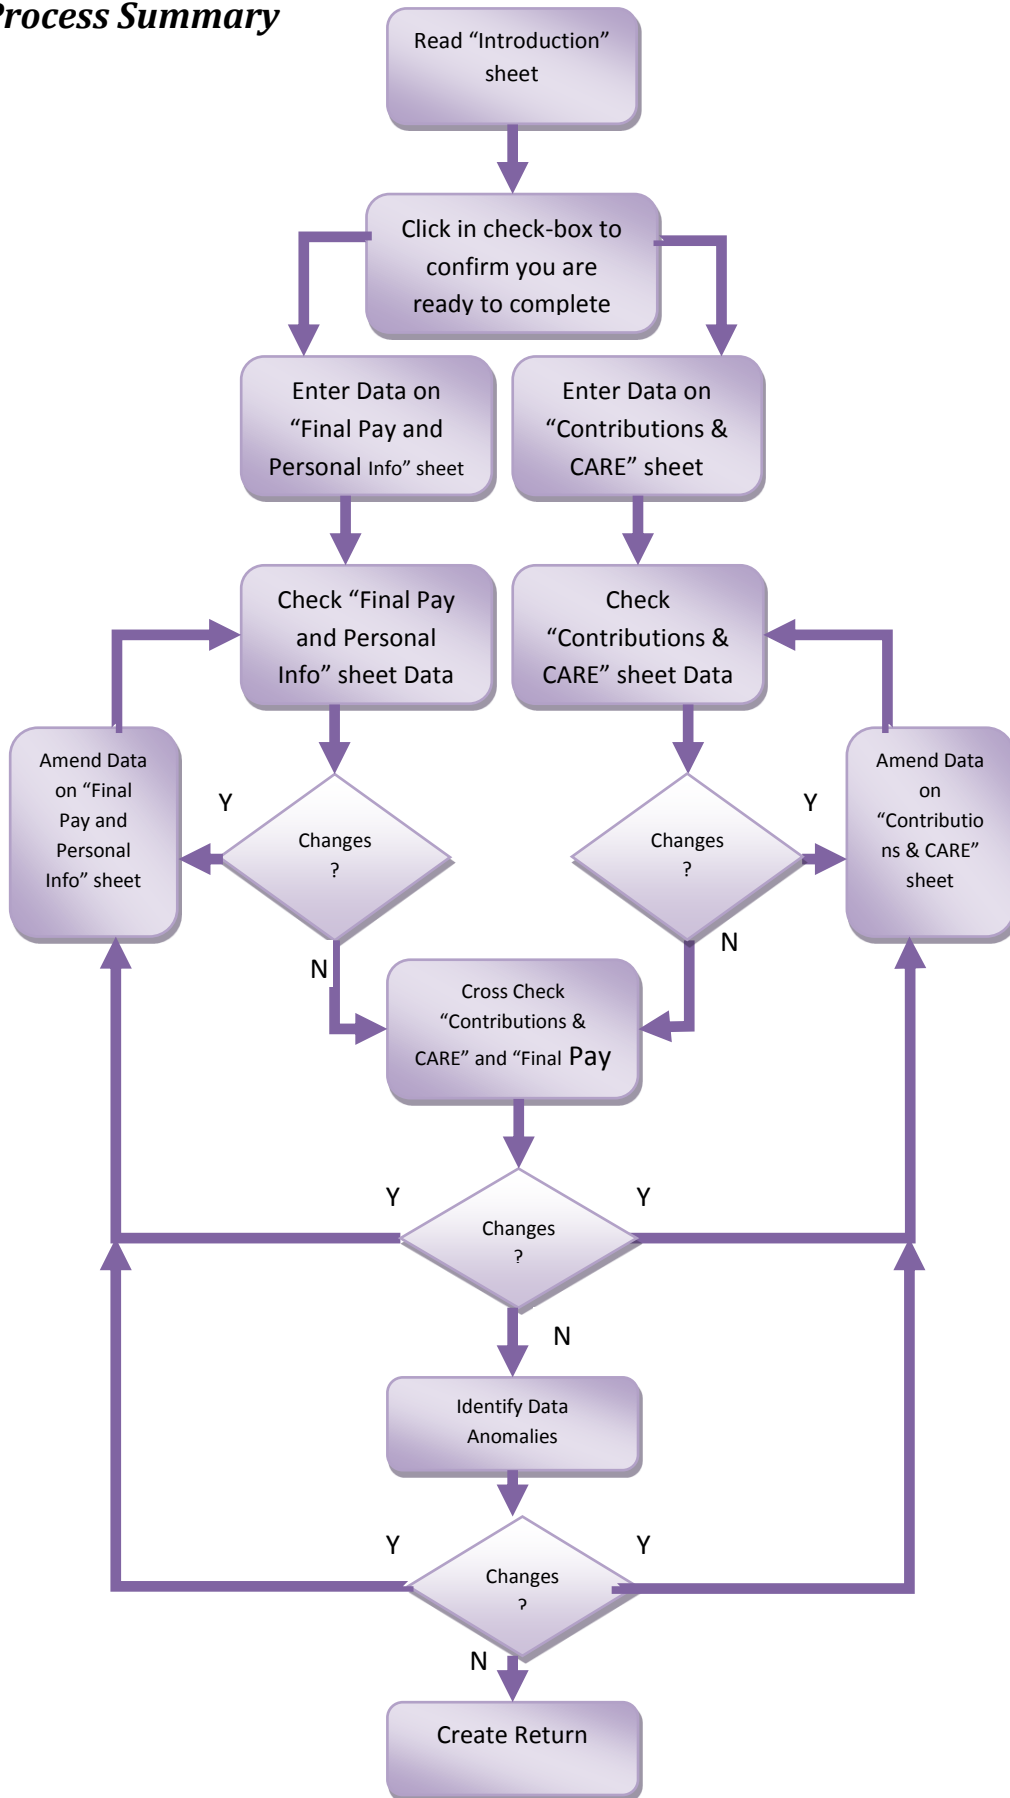 Process Summary
Read “Introduction”
sheet
Click in check-box to
confirm you are
ready to complete
Enter Data on
“Final Pay and
Personal Info” sheet
Enter Data on
“Contributions &
CARE” sheet
Check “Final Pay
and Personal
Info” sheet Data
Check
“Contributions &
CARE” sheet Data
Amend Data
on “Final
Pay and
Personal
Info” sheet
Y
Changes
?
Changes
?
Y
Amend Data
on
“Contributio
ns & CARE”
sheet
N
N
Cross Check
“Contributions &
CARE” and “Final Pay
Y
Changes
?
Y
N
Identify Data
Anomalies
Y
Changes
?
Y
N
Create Return